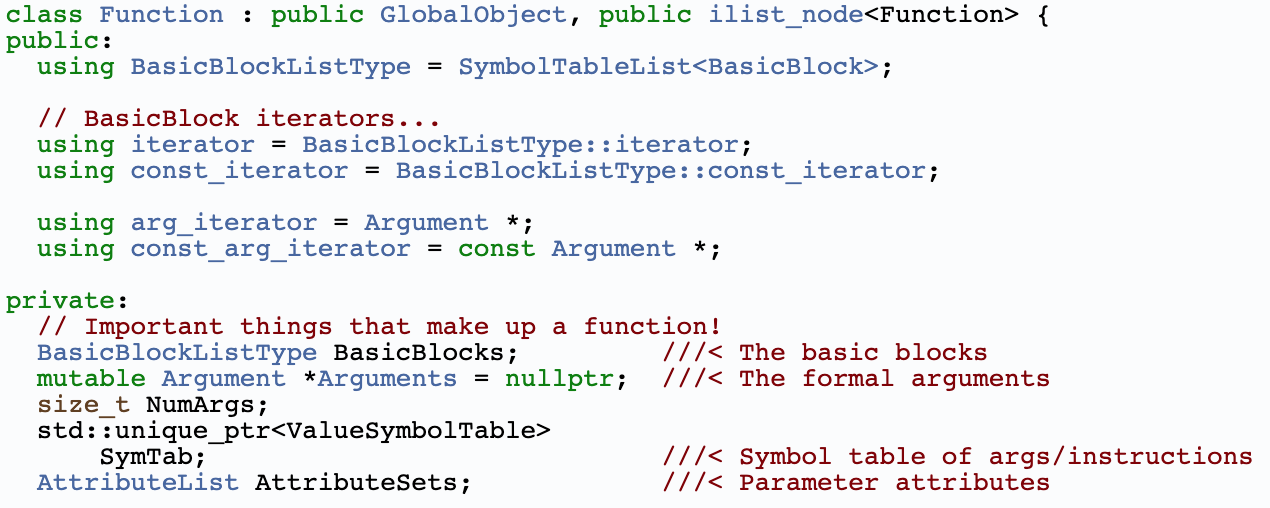 class Function : public GlobalObject, public ilist_node<Function> {
public:
  using BasicBlockListType = SymbolTableList<BasicBlock>;

  // BasicBlock iterators...
  using iterator = BasicBlockListType::iterator;
  using const_iterator = BasicBlockListType::const_iterator;

  using arg_iterator = Argument *;
  using const_arg_iterator = const Argument *;

private:
  // Important things that make up a function!
  BasicBlockListType BasicBlocks;         ///< The basic blocks
  mutable Argument *Arguments = nullptr;  ///< The formal arguments
  size_t NumArgs;
  std::unique_ptr<ValueSymbolTable>
      SymTab;                             ///< Symbol table of args/instructions
  AttributeList AttributeSets;            ///< Parameter attributes